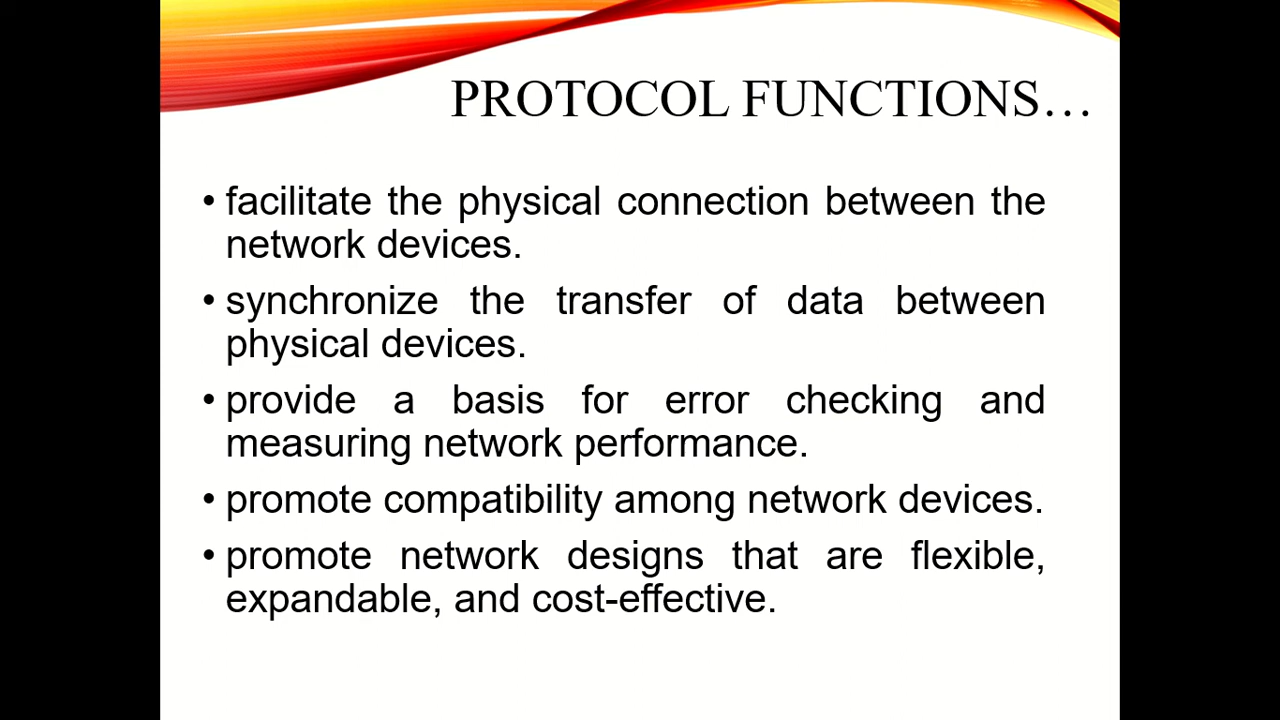 PROTOCOL FUNCTIONS…
• facilitate the physical connection between the
network devices.
• synchronize the transfer of data between
physical devices.
• provide a basis for error checking and
measuring network performance.
• promote compatibility among network devices.
• promote network designs that are flexible,
expandable, and cost-effective.